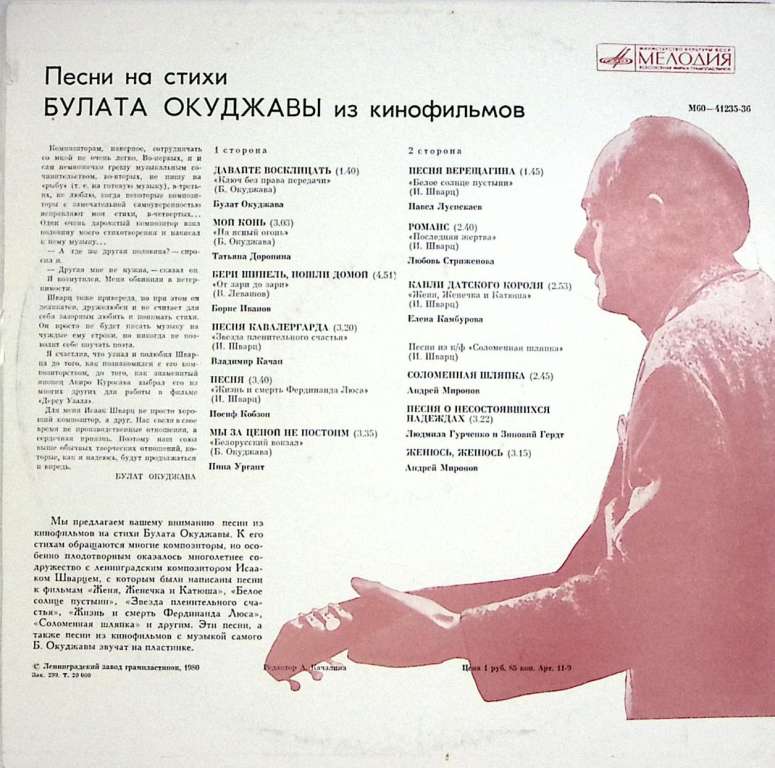 МИНИСТЕРСТВО КУЛЬТУРЫ СССР
МЕЛОДИЯ
ВСЕСОЮЗНАЯ ФИРМА ГРАМПЛАСТИНОК
Песни на стихи
БУЛАТА ОКУДЖАВЫ из кинофильмов
М60—41235-36
Композиторам, наверное, сотрудничать
со мной не очень легко. Во-первых, я и
сам немножечко грешу музыкальным со-
чинительством, во-вторых, не пишу на
«рыбу» (т. е. на готовую музыку), в-треть-
их, не люблю, когда некоторые компози-
торы с замечательной самоуверенностью
исправляют мои стихи, в-четвертых...
Один очень даровитый композитор взял
половину моего стихотворения и написал
к нему музыку...
— А где же другая половина? — спро-
сил я.
— Другая мне не нужна, — сказал он.
Я возмутился. Меня обвинили в нетер-
пимости.
Шварц тоже привереда, но при этом он
деликатен, дружелюбен и не считает для
себя зазорным любить и понимать стихи.
Он просто не будет писать музыку на
чуждые ему строки, но никогда не поз-
волит себе поучать поэта.
Я счастлив, что узнал и полюбил Швар-
ца до того, как познакомился с его ком-
позиторством, до того, как знаменитый
японец Акиро Куросава выбрал его из
многих других для работы в фильме
«Дерсу Узала».
Для меня Исаак Шварц не просто хоро-
ший композитор, а друг. Нас свели в свое
время не производственные отношения, а
сердечная приязнь. Поэтому наш союз
выше обычных творческих отношений, ко-
торые, как я надеюсь, будут продолжаться
и впредь.
БУЛАТ ОКУДЖАВА
1 сторона
ДАВАЙТЕ ВОСКЛИЦАТЬ (1.40)
«Ключ без права передачи»
(Б. Окуджава)
Булат Окуджава
МОЙ КОНЬ (3.03)
«На ясный огонь»
(Б. Окуджава)
Татьяна Доронина
БЕРИ ШИНЕЛЬ, ПОШЛИ ДОМОЙ (4.51)
«От зари до зари»
(В. Левашов)
Борис Иванов
ПЕСНЯ КАВАЛЕРГАРДА (3.20)
«Звезда пленительного счастья»
(И. Шварц)
Владимир Качан
ПЕСНЯ (3.40)
«Жизнь и смерть Фердинанда Люса»
(И. Шварц)
Иосиф Кобзон
МЫ ЗА ЦЕНОЙ НЕ ПОСТОИМ (3.35)
«Белорусский вокзал»
(Б. Окуджава)
Нина Ургант
2 сторона
ПЕСНЯ ВЕРЕЩАГИНА (1.45)
«Белое солнце пустыни»
(И. Шварц)
Павел Луспекаев
РОМАНС (2.40)
«Последняя жертва»
(И. Шварц)
Любовь Стриженова
КАПЛИ ДАТСКОГО КОРОЛЯ (2.53)
«Женя, Женечка и Катюша»
(И. Шварц)
Елена Камбурова
Песни из к/ф «Соломенная шляпка»
(И. Шварц)
СОЛОМЕННАЯ ШЛЯПКА (2.45)
Андрей Миронов
ПЕСНЯ О НЕСОСТОЯВШИХСЯ
НАДЕЖДАХ (3.22)
Людмила Гурченко и Зиновий Гердт
ЖЕНЮСЬ, ЖЕНЮСЬ (3.15)
Андрей Миронов
Мы предлагаем вашему вниманию песни из
кинофильмов на стихи Булата Окуджавы. К его
стихам обращаются многие композиторы, но осо-
бенно плодотворным оказалось многолетнее со-
дружество с ленинградским композитором Исаа-
ком Шварцем, с которым были написаны песни
к фильмам «Женя, Женечка и Катюша», «Белое
солнце пустыни», «Звезда пленительного сча-
стья», «Жизнь и смерть Фердинанда Люса»,
«Соломенная шляпка» и другим. Эти песни, а
также песни из кинофильмов с музыкой самого
Б. Окуджавы звучат на пластинке.
© Ленинградский завод грампластинок, 1980
Зак. 299. Т. 20 000
Редактор А. Качалина
Цена 1 руб. 85 коп. Арт. 11-9